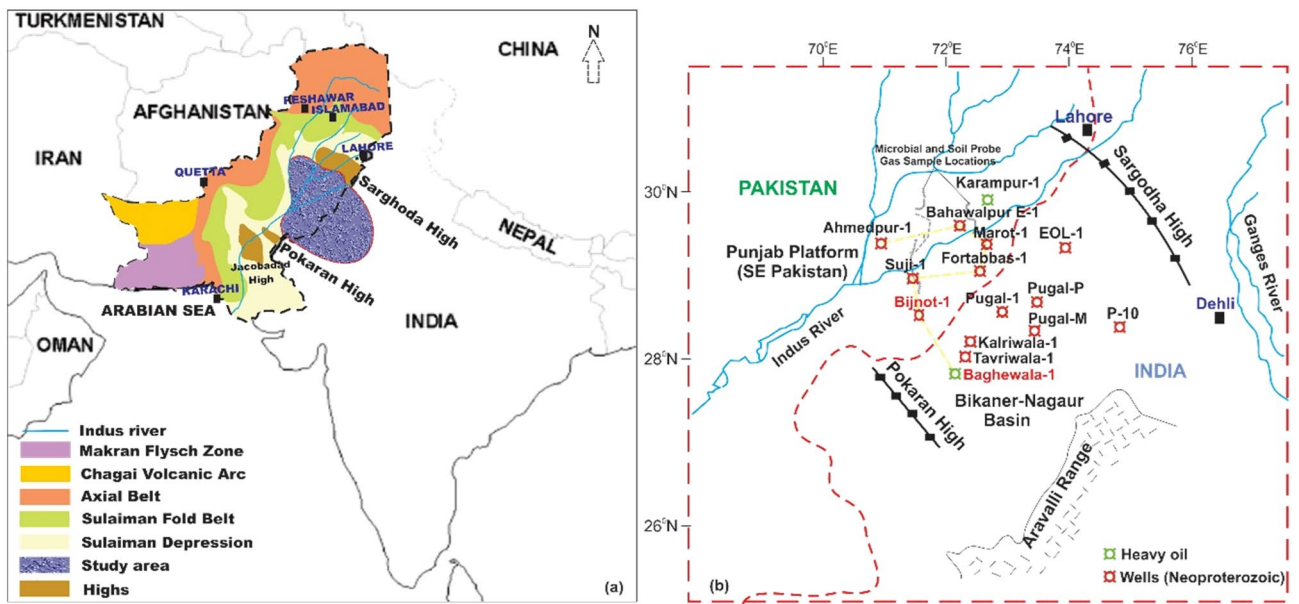 TURKMENISTAN
CHINA
N
AFGHANISTAN
PESHAWAR
ISLAMABAD
LAHORE
IRAN
QUETTA
Sarghoda High
NEPAL
Pokaran High
Jacobadad
High
KARACHI
ARABIAN SEA
INDIA
OMAN
Indus river
Makran Flysch Zone
Chagai Volcanic Arc
Axial Belt
Sulaiman Fold Belt
Sulaiman Depression
Study area
Highs
(a)
70°E
72°E
74°E
76°E
30°N
28°N
26°N
Lahore
Microbial and Soil Probe
Gas Sample Locations
PAKISTAN
Karampur-1
Sargodha High
Bahawalpur E-1
Ahmedpur-1
Marot-1
EOL-1
Punjab Platform
(SE Pakistan)
Suji-1
Fortabbas-1
Ganges River
Bijnot-1
Pugal-1
Pugal-P
Pugal-M
P-10
Dehli
Indus River
Kalriwala-1
Tavriwala-1
Baghewala-1
INDIA
Pokaran High
Bikaner-Nagaur
Basin
Aravalli Range
Heavy oil
Wells (Neoproterozoic)
(b)